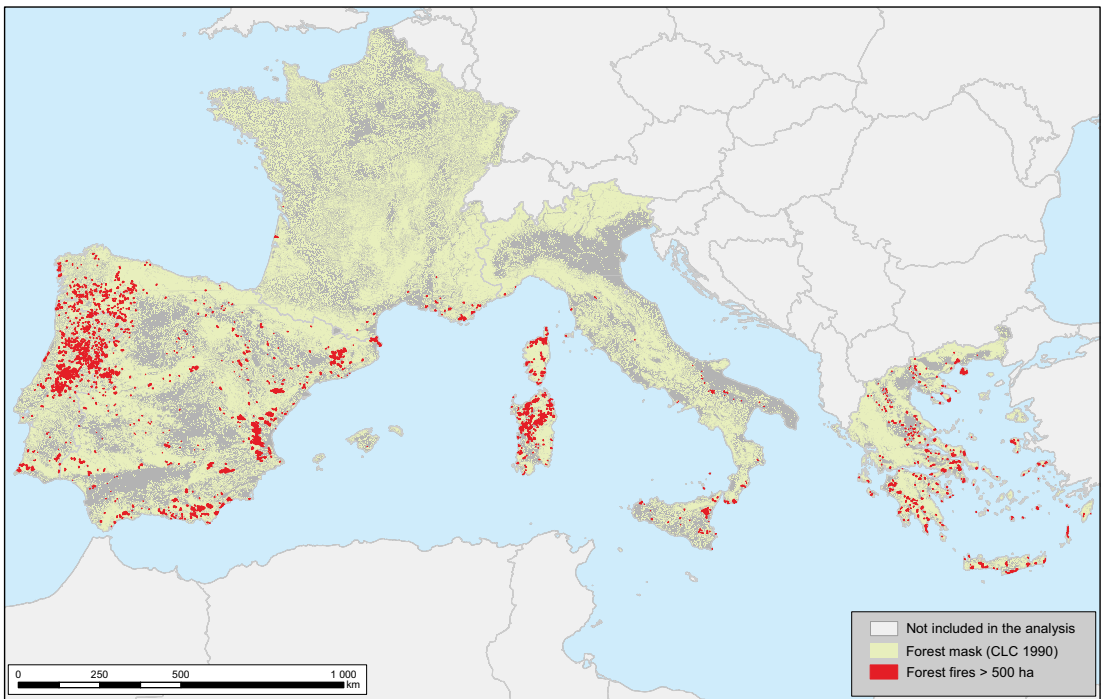 Not included in the analysis
Forest mask (CLC 1990)
Forest fires > 500 ha
0 250 500 1 000
km